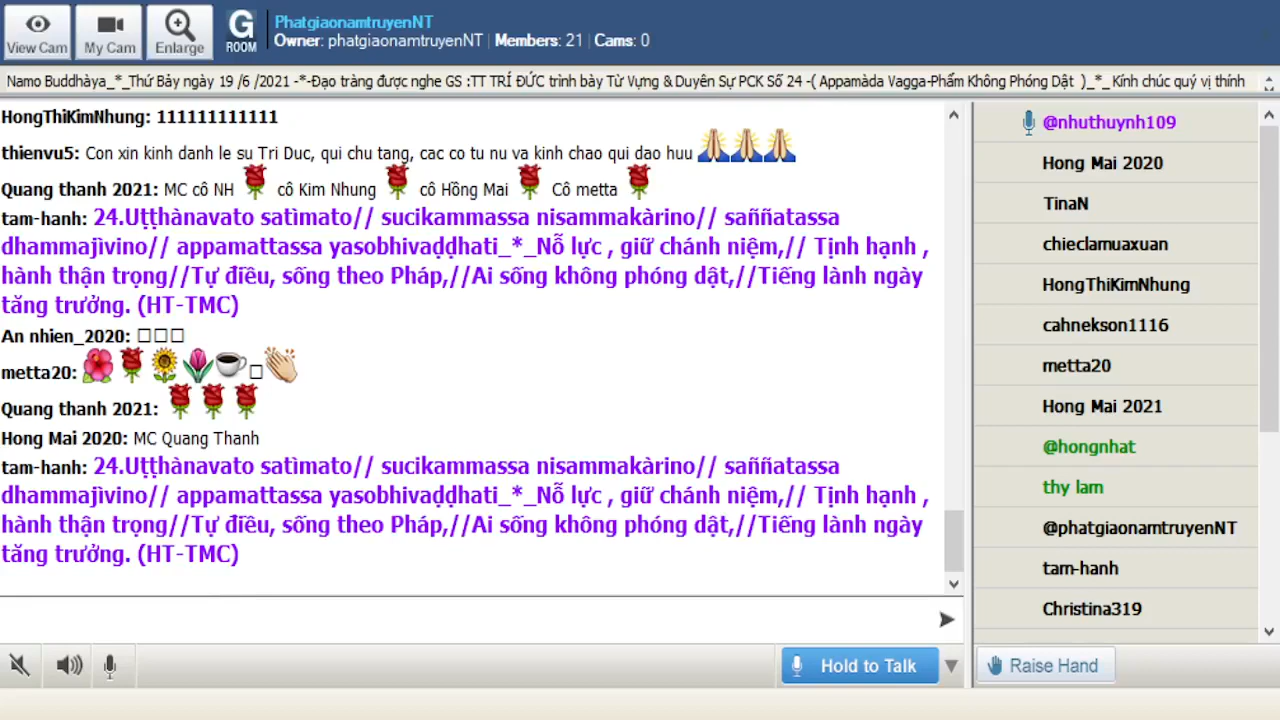 View Cam
My Cam
Enlarge
G
ROOM
PhatgiaonamtruyenNT
Owner: phatgiaonamtruyenNT | Members: 21 | Cams: 0
Namo Buddhàya_*_Thứ Bảy ngày 19 /6 /2021 -*-Đạo tràng được nghe GS :TT TRÍ ĐỨC trình bày Từ Vựng & Duyên Sự PCK Số 24 -( Appamàda Vagga-Phẩm Không Phóng Dật )_*_ Kính chúc quý vị thính
HongThiKimNhung: 111111111111
thienvu5: Con xin kinh danh le su Tri Duc, qui chu tang, cac co tu nu va kinh chao qui dao huu
Quang thanh 2021: MC cô NH cô Kim Nhung cô Hồng Mai Cô metta
tam-hanh: 24.Uṭṭhànavato satìmato// sucikammassa nisammakàrino// saññatassa
dhammajìvino// appamattassa yasobhivaḍḍhati_*_Nỗ lực , giữ chánh niệm,// Tịnh hạnh ,
hành thận trọng//Tự điều, sống theo Pháp,//Ai sống không phóng dật,//Tiếng lành ngày
tăng trưởng. (HT-TMC)
An nhien_2020:
metta20:
Quang thanh 2021:
Hong Mai 2020: MC Quang Thanh
tam-hanh: 24.Uṭṭhànavato satìmato// sucikammassa nisammakàrino// saññatassa
dhammajìvino// appamattassa yasobhivaḍḍhati_*_Nỗ lực , giữ chánh niệm,// Tịnh hạnh ,
hành thận trọng//Tự điều, sống theo Pháp,//Ai sống không phóng dật,//Tiếng lành ngày
tăng trưởng. (HT-TMC)
@nhuthuynh109
Hong Mai 2020
TinaN
chieclamuaxuan
HongThiKimNhung
cahnekson1116
metta20
Hong Mai 2021
@hongnhat
thy lam
@phatgiaonamtruyenNT
tam-hanh
Christina319
Hold to Talk
Raise Hand